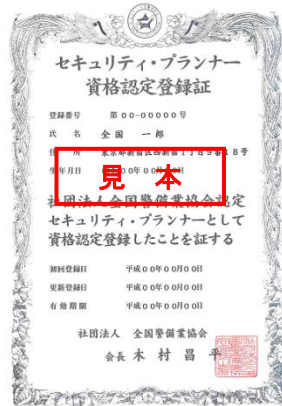 セキュリティ・プランナー
資格認定登録証
登録番号 第00-00000号
氏名 全国 一郎
住所 東京都新宿区西新宿1丁目9番18号
生年月日 00年00月00日
見本
社団法人全国警備業協会認定
セキュリティ・プランナーとして
資格認定登録したことを証する
初回登録日 平成00年00月00日
更新登録日 平成00年00月00日
有効期限 平成00年00月00日
社団法人 全国警備業協会
会長 木村昌平